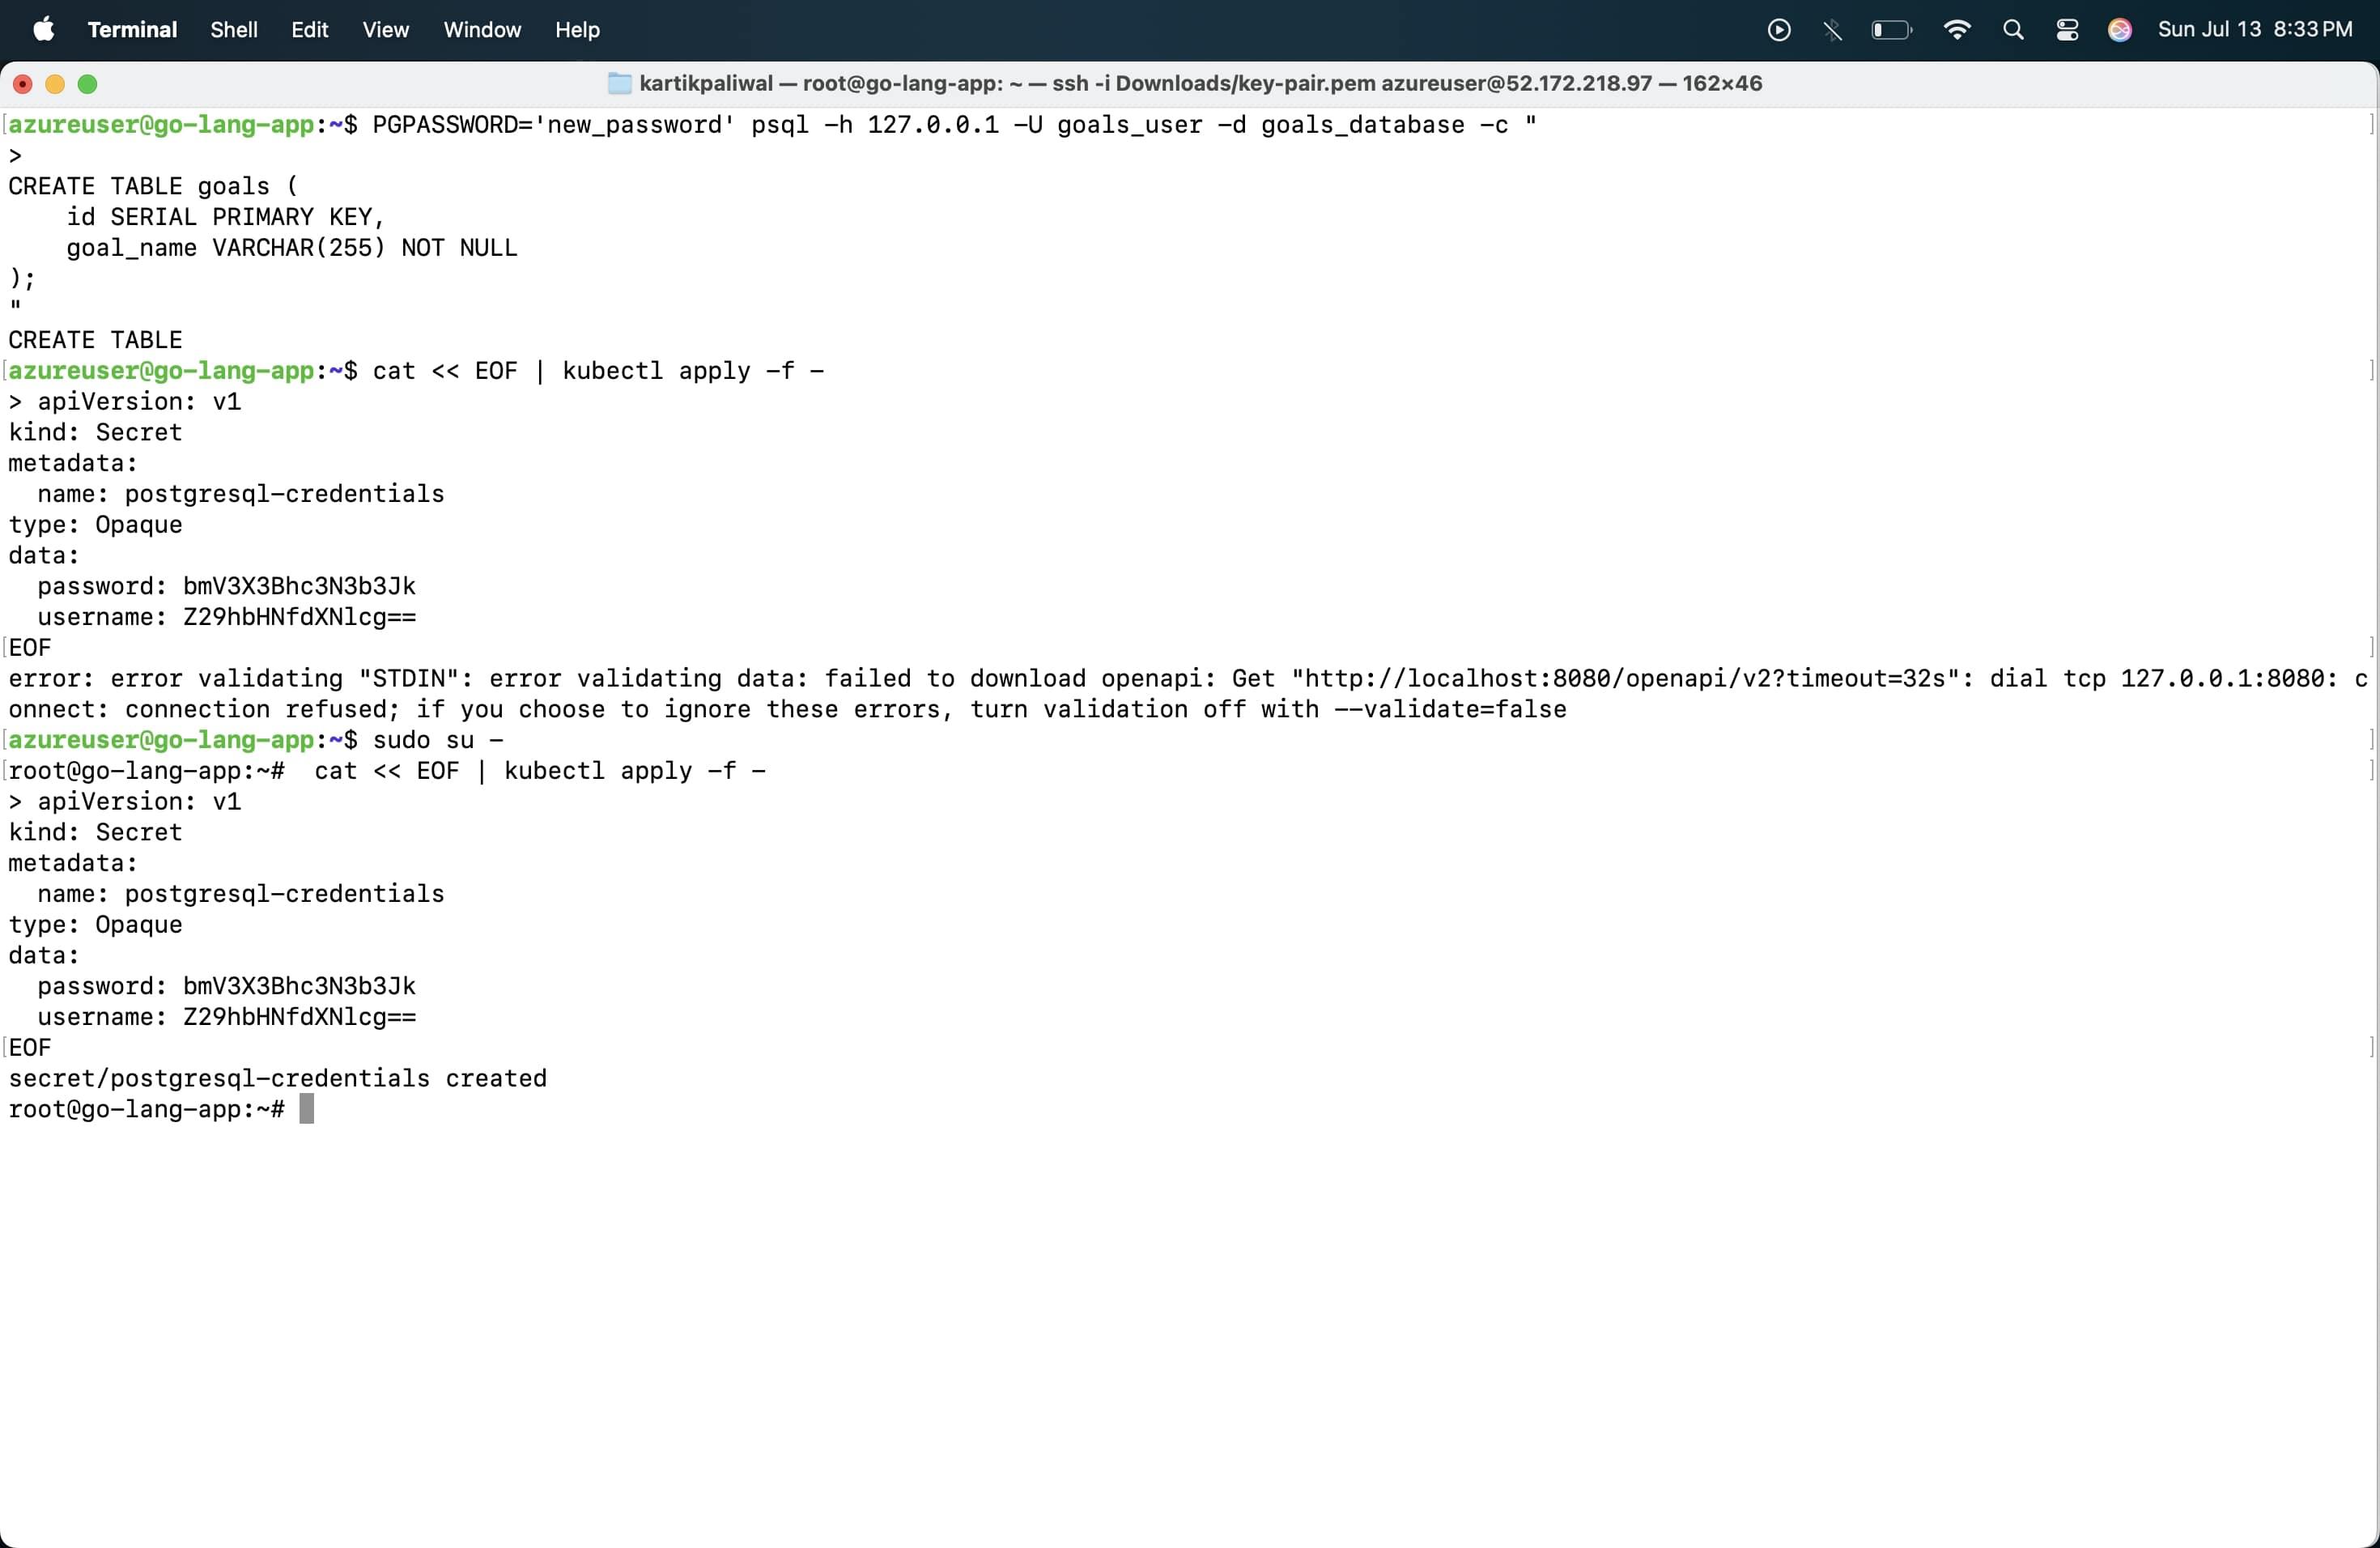 Terminal Shell Edit View Window Help Sun Jul 13 8:33 PM
kartikpaliwal — root@go-lang-app: ~ — ssh -i Downloads/key-pair.pem azureuser@52.172.218.97 — 162×46
[azureuser@go-lang-app:~$ PGPASSWORD='new_password' psql -h 127.0.0.1 -U goals_user -d goals_database -c " ]
>
CREATE TABLE goals (
    id SERIAL PRIMARY KEY,
    goal_name VARCHAR(255) NOT NULL
);
"
CREATE TABLE
[azureuser@go-lang-app:~$ cat << EOF | kubectl apply -f - ]
> apiVersion: v1
kind: Secret
metadata:
  name: postgresql-credentials
type: Opaque
data:
  password: bmV3X3Bhc3N3b3Jk
  username: Z29hbHNfdXNlcg==
[EOF ]
error: error validating "STDIN": error validating data: failed to download openapi: Get "http://localhost:8080/openapi/v2?timeout=32s": dial tcp 127.0.0.1:8080: c
onnect: connection refused; if you choose to ignore these errors, turn validation off with --validate=false
[azureuser@go-lang-app:~$ sudo su - ]
[root@go-lang-app:~#  cat << EOF | kubectl apply -f - ]
> apiVersion: v1
kind: Secret
metadata:
  name: postgresql-credentials
type: Opaque
data:
  password: bmV3X3Bhc3N3b3Jk
  username: Z29hbHNfdXNlcg==
[EOF ]
secret/postgresql-credentials created
root@go-lang-app:~#